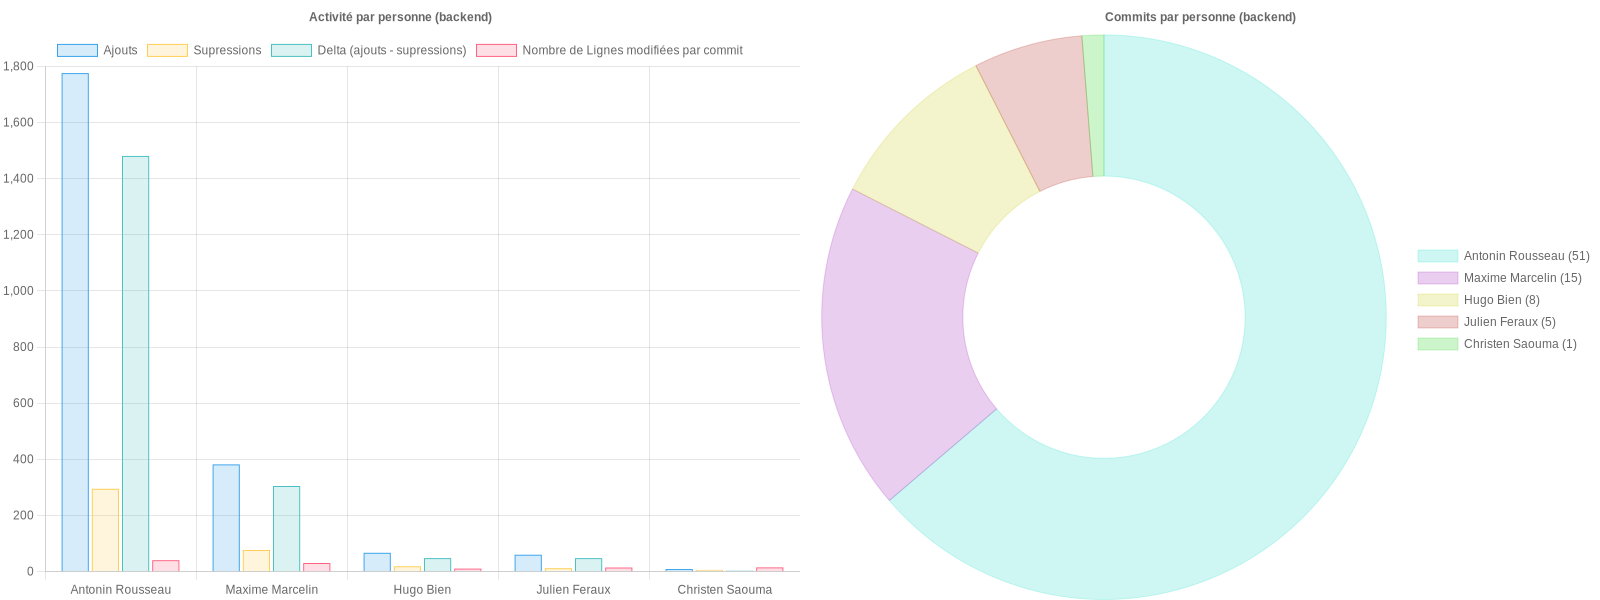 Activité par personne (backend)
Ajouts
Supressions
Delta (ajouts - supressions)
Nombre de Lignes modifiées par commit
1,800
1,600
1,400
1,200
1,000
800
600
400
200
0
Antonin Rousseau
Maxime Marcelin
Hugo Bien
Julien Feraux
Christen Saouma
Commits par personne (backend)
Antonin Rousseau (51)
Maxime Marcelin (15)
Hugo Bien (8)
Julien Feraux (5)
Christen Saouma (1)